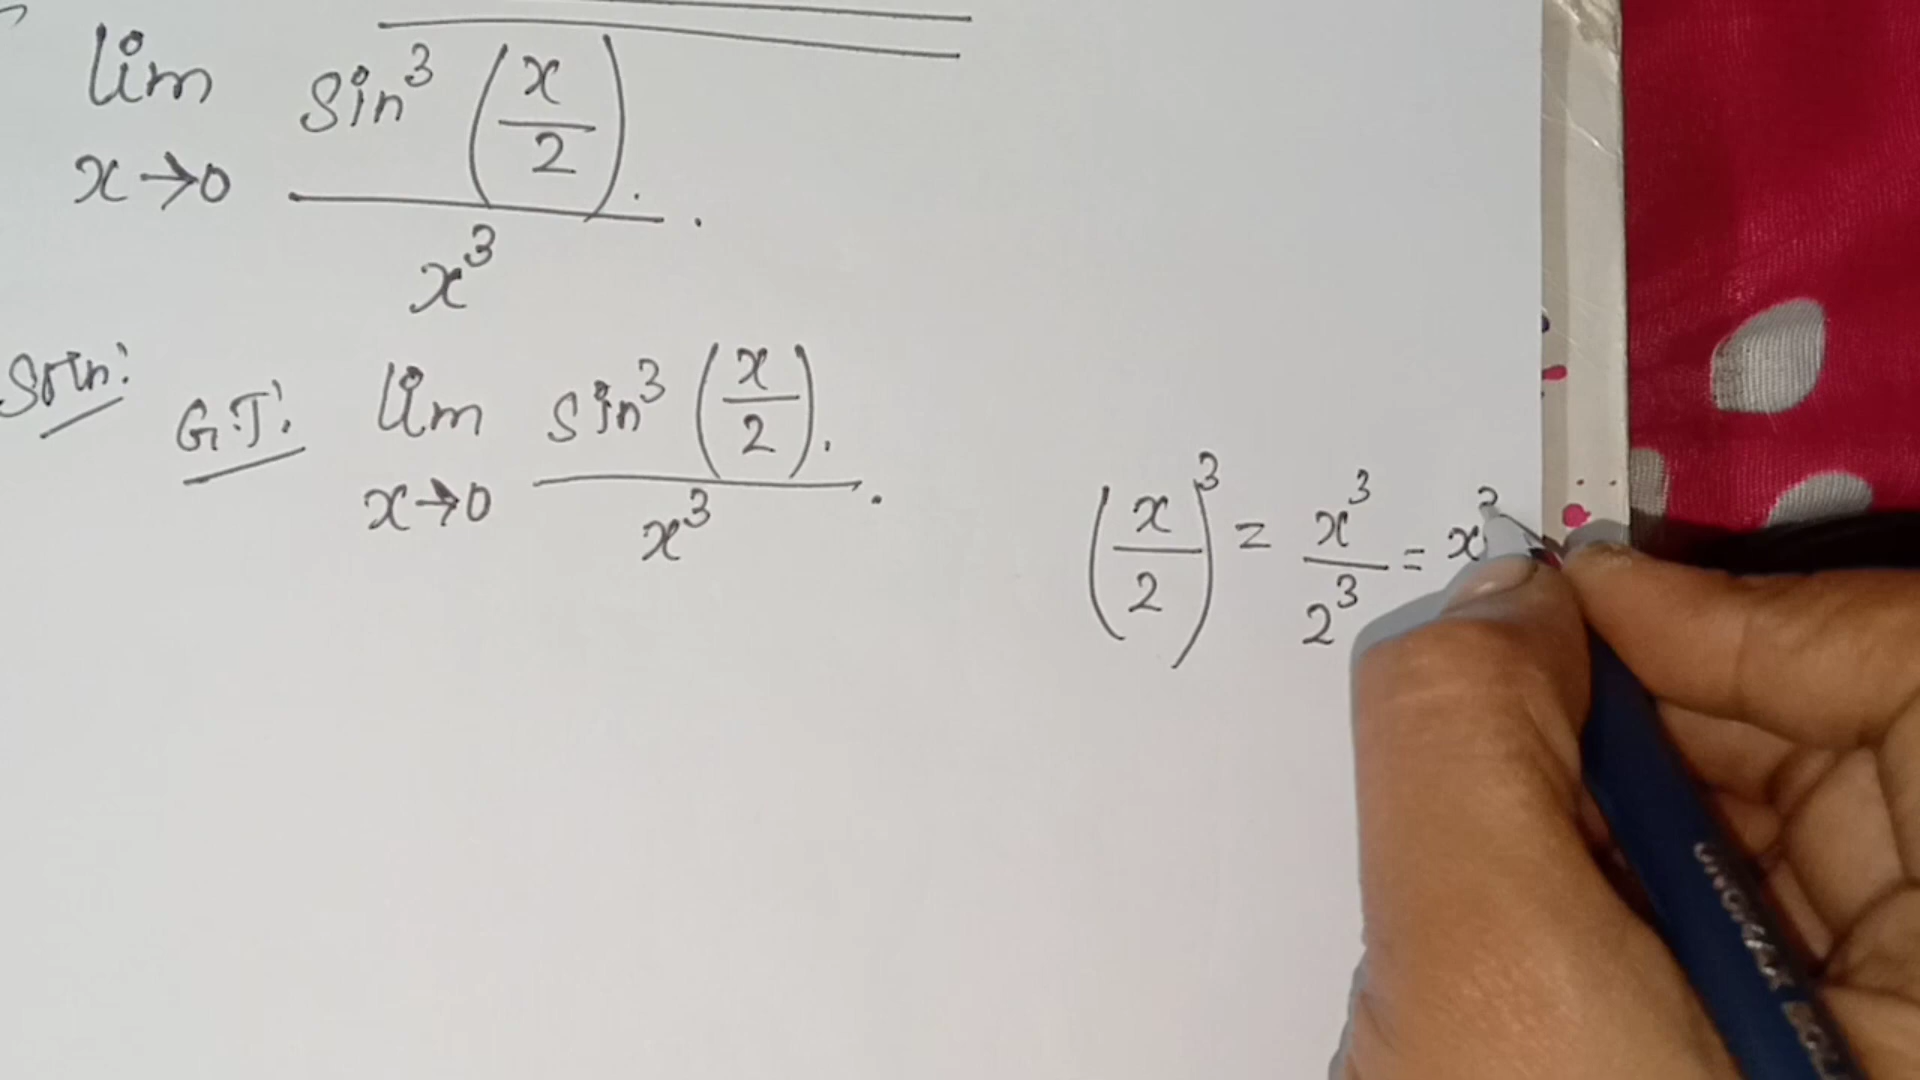 lim x→0 sin³(x/2) / x³.
Soln: G.T: lim x→0 sin³(x/2) / x³.
(x/2)³ = x³/2³ = x³